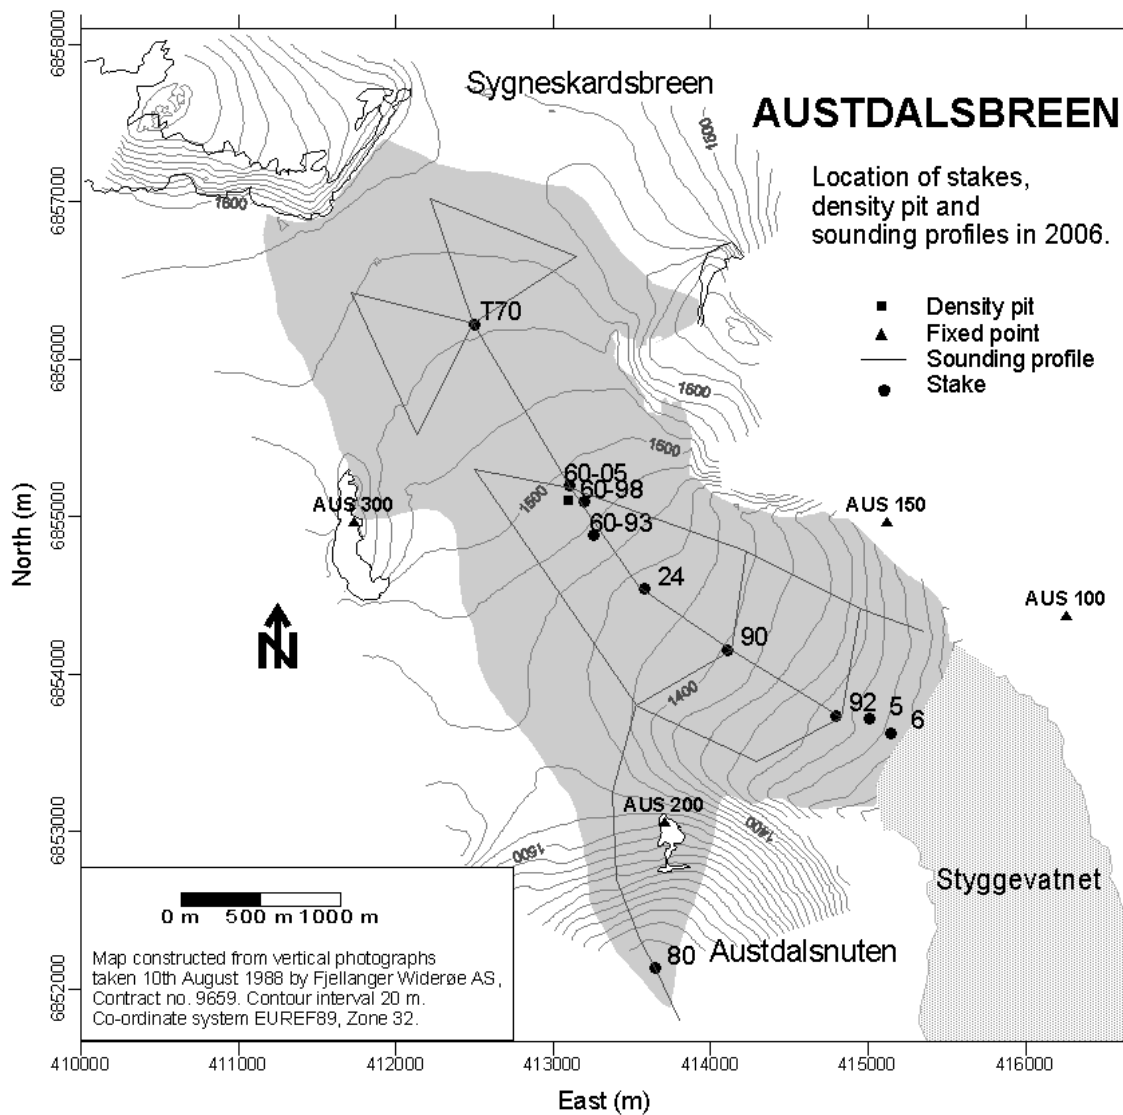 Sygneskardsbreen
AUSTDALSBREEN
Location of stakes,
density pit and
sounding profiles in 2006.
Density pit
Fixed point
Sounding profile
Stake
1600
1600
1600
1500
1500
1400
1500
1400
T70
60-05
60-98
60-93
24
90
92
5
6
80
AUS 300
AUS 150
AUS 100
AUS 200
N
Styggevatnet
Austdalsnuten
0 m 500 m 1000 m
Map constructed from vertical photographs
taken 10th August 1988 by Fjellanger Widerøe AS,
Contract no. 9659. Contour interval 20 m.
Co-ordinate system EUREF89, Zone 32.
6858000
6857000
6856000
6855000
6854000
6853000
6852000
North (m)
410000 411000 412000 413000 414000 415000 416000
East (m)